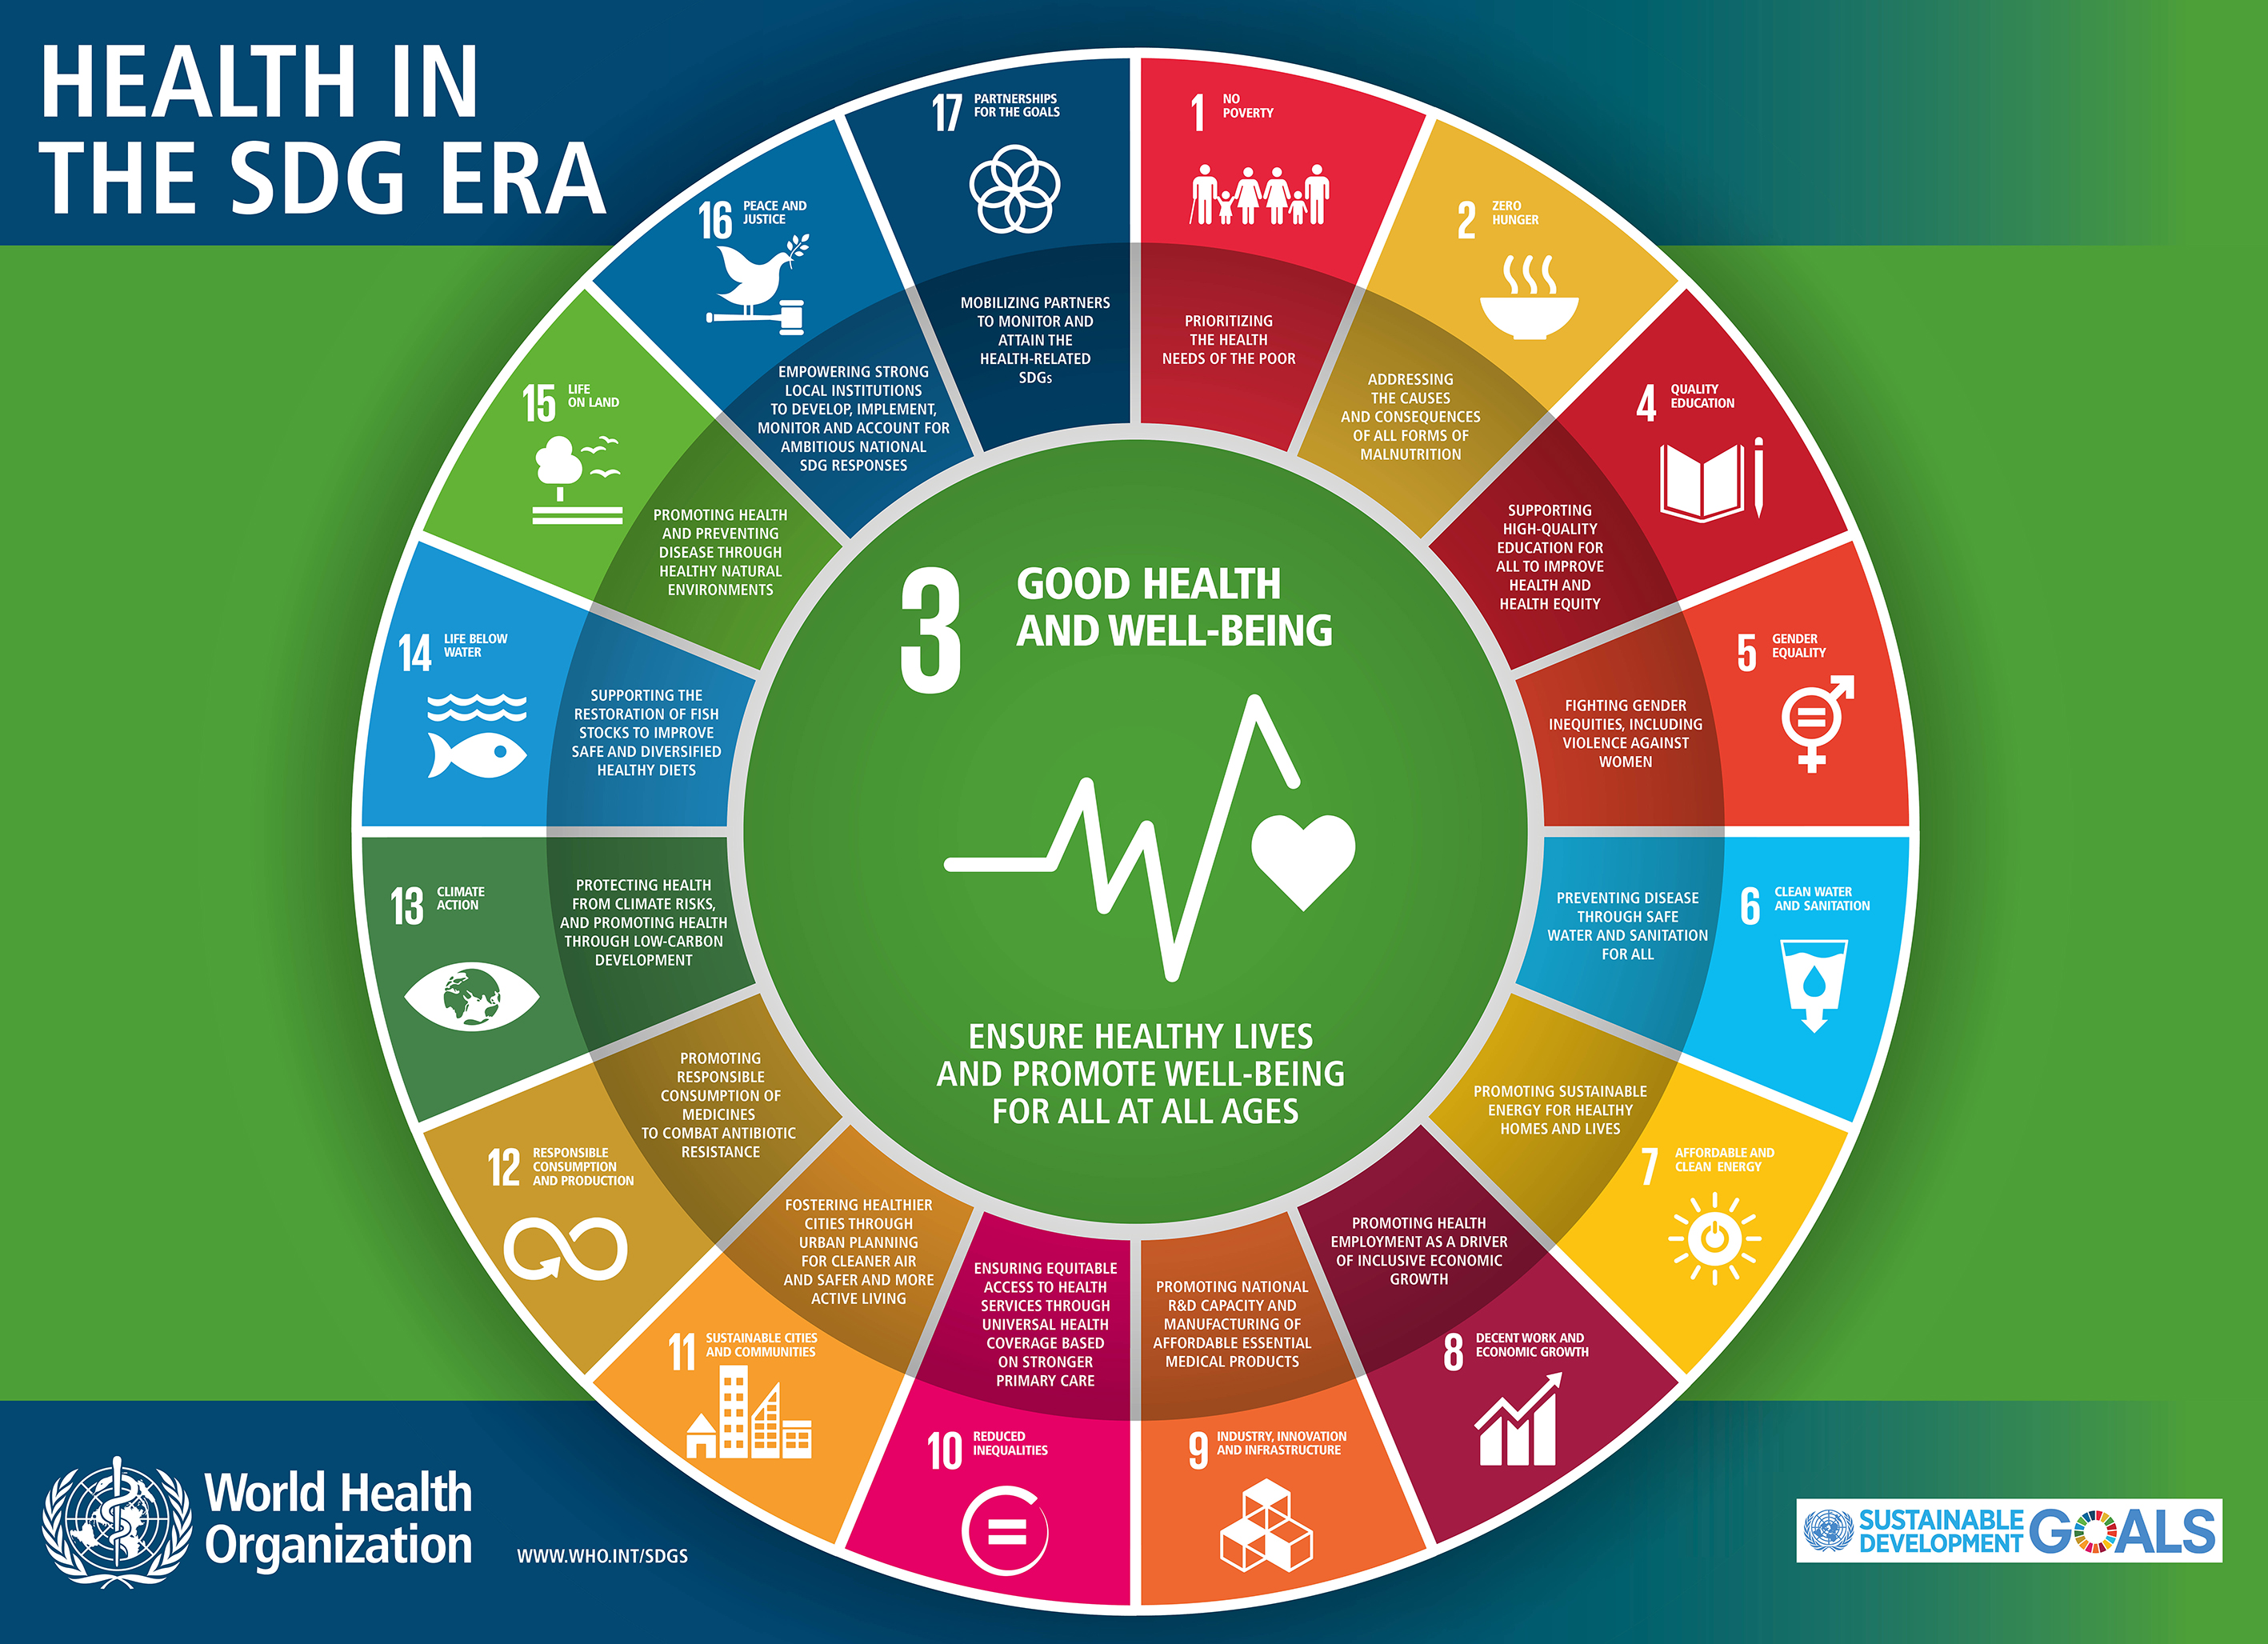 HEALTH IN
THE SDG ERA
17 PARTNERSHIPS
FOR THE GOALS
MOBILIZING PARTNERS
TO MONITOR AND
ATTAIN THE
HEALTH-RELATED
SDGs
1 NO
POVERTY
PRIORITIZING
THE HEALTH
NEEDS OF THE POOR
2 ZERO
HUNGER
ADDRESSING
THE CAUSES
AND CONSEQUENCES
OF ALL FORMS OF
MALNUTRITION
4 QUALITY
EDUCATION
SUPPORTING
HIGH-QUALITY
EDUCATION FOR
ALL TO IMPROVE
HEALTH AND
HEALTH EQUITY
5 GENDER
EQUALITY
FIGHTING GENDER
INEQUITIES, INCLUDING
VIOLENCE AGAINST
WOMEN
6 CLEAN WATER
AND SANITATION
PREVENTING DISEASE
THROUGH SAFE
WATER AND SANITATION
FOR ALL
7 AFFORDABLE AND
CLEAN ENERGY
PROMOTING SUSTAINABLE
ENERGY FOR HEALTHY
HOMES AND LIVES
8 DECENT WORK AND
ECONOMIC GROWTH
PROMOTING HEALTH
EMPLOYMENT AS A DRIVER
OF INCLUSIVE ECONOMIC
GROWTH
9 INDUSTRY, INNOVATION
AND INFRASTRUCTURE
PROMOTING NATIONAL
R&D CAPACITY AND
MANUFACTURING OF
AFFORDABLE ESSENTIAL
MEDICAL PRODUCTS
10 REDUCED
INEQUALITIES
ENSURING EQUITABLE
ACCESS TO HEALTH
SERVICES THROUGH
UNIVERSAL HEALTH
COVERAGE BASED
ON STRONGER
PRIMARY CARE
11 SUSTAINABLE CITIES
AND COMMUNITIES
FOSTERING HEALTHIER
CITIES THROUGH
URBAN PLANNING
FOR CLEANER AIR
AND SAFER AND MORE
ACTIVE LIVING
12 RESPONSIBLE
CONSUMPTION
AND PRODUCTION
PROMOTING
RESPONSIBLE
CONSUMPTION OF
MEDICINES
TO COMBAT ANTIBIOTIC
RESISTANCE
13 CLIMATE
ACTION
PROTECTING HEALTH
FROM CLIMATE RISKS,
AND PROMOTING HEALTH
THROUGH LOW-CARBON
DEVELOPMENT
14 LIFE BELOW
WATER
SUPPORTING THE
RESTORATION OF FISH
STOCKS TO IMPROVE
SAFE AND DIVERSIFIED
HEALTHY DIETS
15 LIFE
ON LAND
PROMOTING HEALTH
AND PREVENTING
DISEASE THROUGH
HEALTHY NATURAL
ENVIRONMENTS
16 PEACE AND
JUSTICE
EMPOWERING STRONG
LOCAL INSTITUTIONS
TO DEVELOP, IMPLEMENT,
MONITOR AND ACCOUNT FOR
AMBITIOUS NATIONAL
SDG RESPONSES
3 GOOD HEALTH
AND WELL-BEING
ENSURE HEALTHY LIVES
AND PROMOTE WELL-BEING
FOR ALL AT ALL AGES
World Health
Organization
WWW.WHO.INT/SDGS
SUSTAINABLE
DEVELOPMENT
GOALS